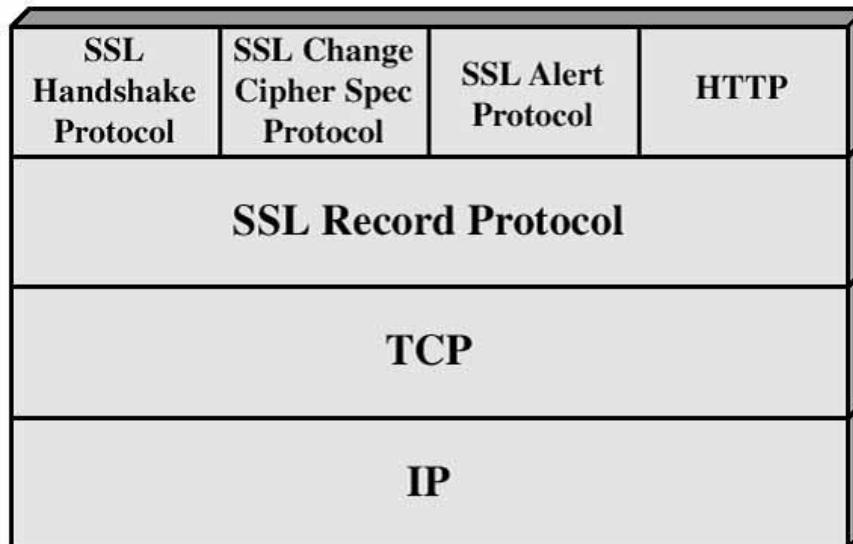 SSL
Handshake
Protocol
SSL Change
Cipher Spec
Protocol
SSL Alert
Protocol
HTTP
SSL Record Protocol
TCP
IP